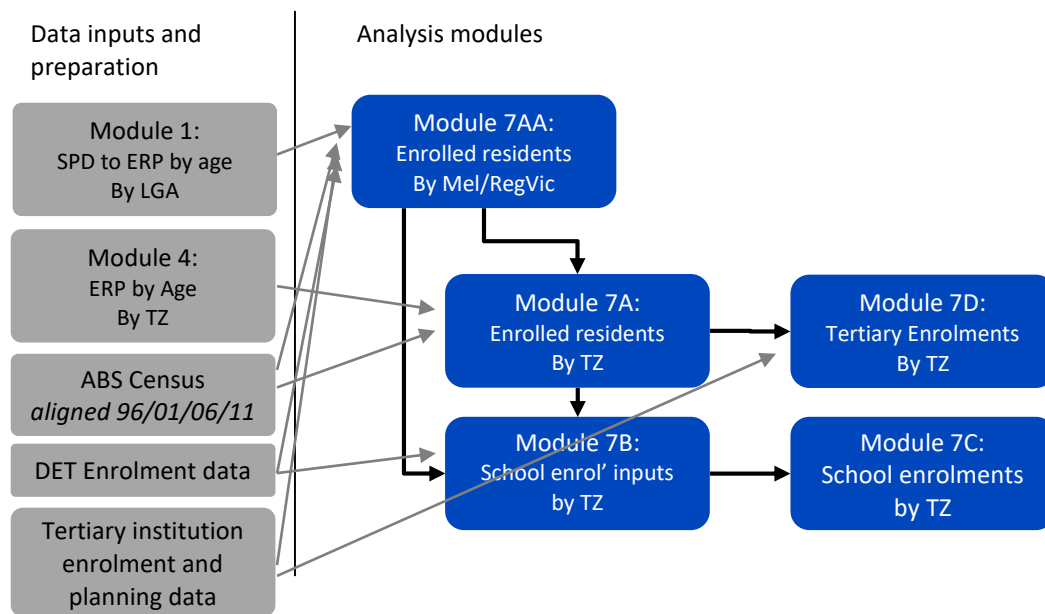 Data inputs and
preparation
Analysis modules
Module 1:
SPD to ERP by age
By LGA
Module 4:
ERP by Age
By TZ
ABS Census
aligned 96/01/06/11
DET Enrolment data
Tertiary institution
enrolment and
planning data
Module 7AA:
Enrolled residents
By Mel/RegVic
Module 7A:
Enrolled residents
By TZ
Module 7D:
Tertiary Enrolments
By TZ
Module 7B:
School enrol’ inputs
by TZ
Module 7C:
School enrolments
by TZ